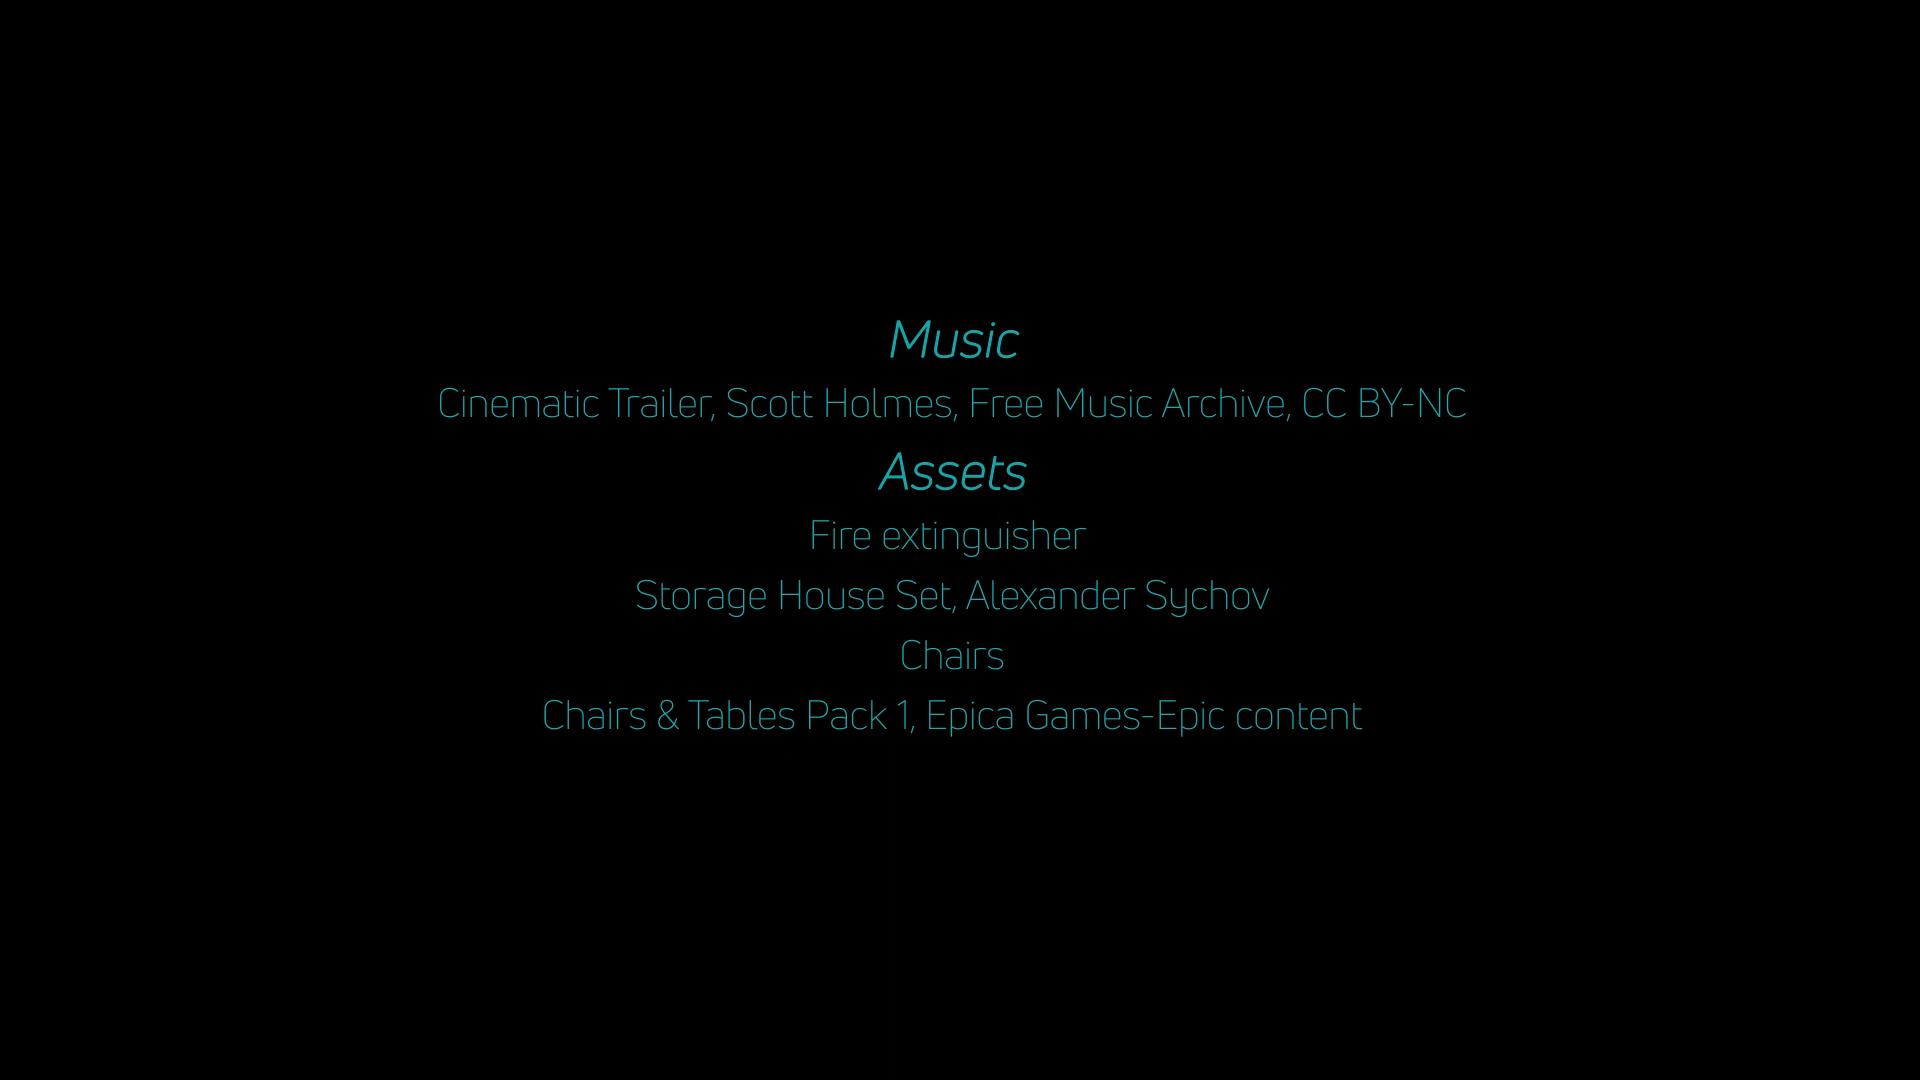 Music
Cinematic Trailer, Scott Holmes, Free Music Archive, CC BY-NC
Assets
Fire extinguisher
Storage House Set, Alexander Sychov
Chairs
Chairs & Tables Pack 1, Epica Games-Epic content